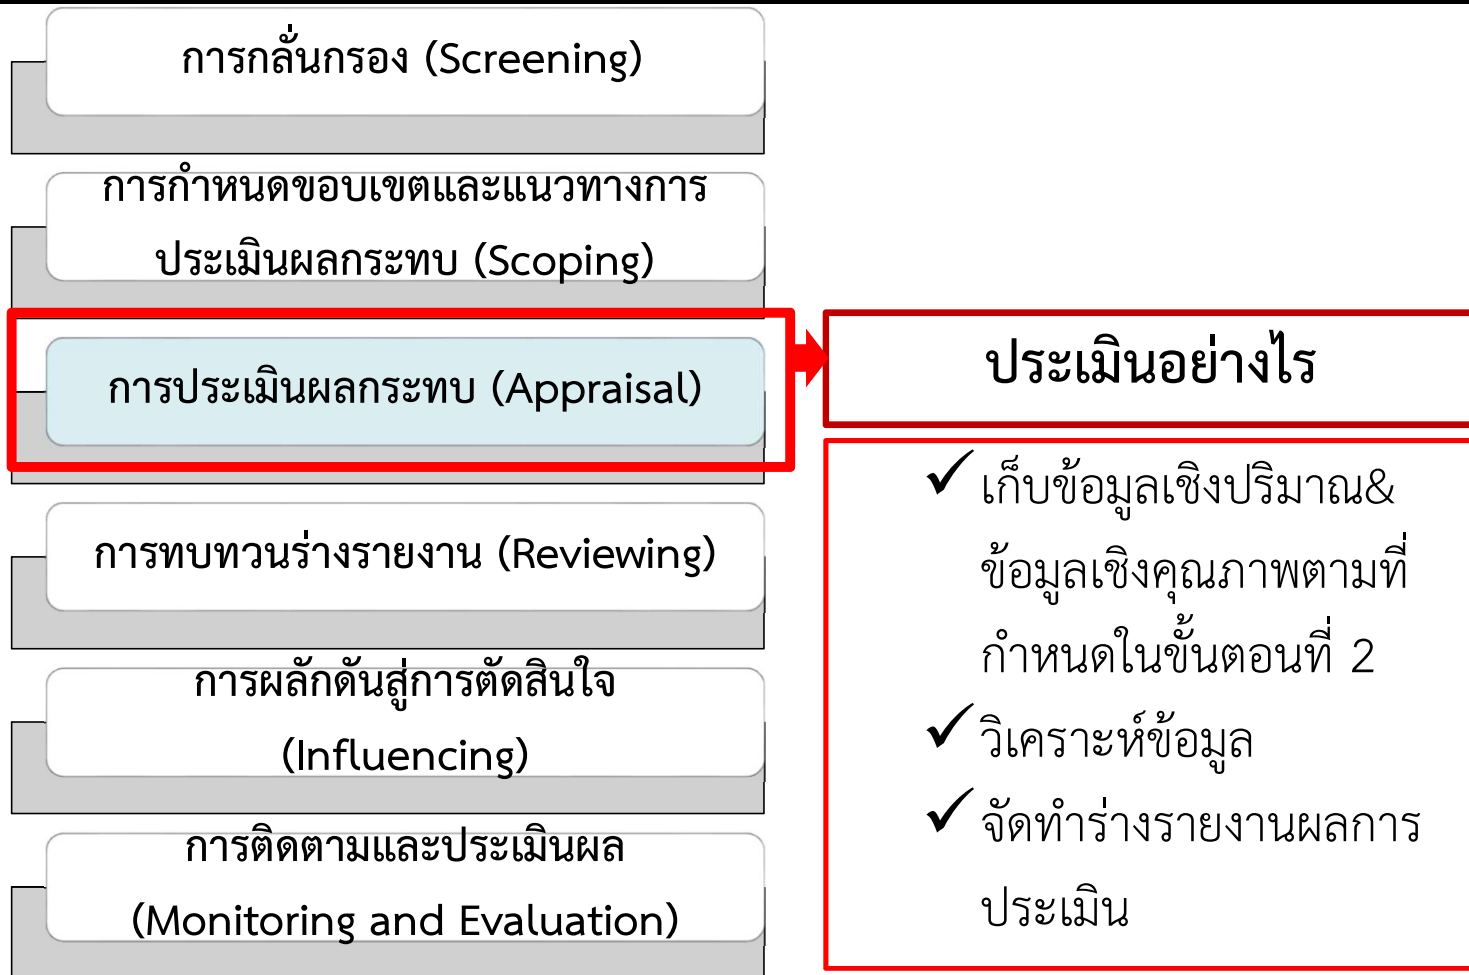 การกลั่นกรอง (Screening)
การกำหนดขอบเขตและแนวทางการ
ประเมินผลกระทบ (Scoping)
การประเมินผลกระทบ (Appraisal)
การทบทวนร่างรายงาน (Reviewing)
การผลักดันสู่การตัดสินใจ
(Influencing)
การติดตามและประเมินผล
(Monitoring and Evaluation)
ประเมินอย่างไร
✓ เก็บข้อมูลเชิงปริมาณ&
ข้อมูลเชิงคุณภาพตามที่
กำหนดในขั้นตอนที่ 2
✓ วิเคราะห์ข้อมูล
✓ จัดทำร่างรายงานผลการ
ประเมิน